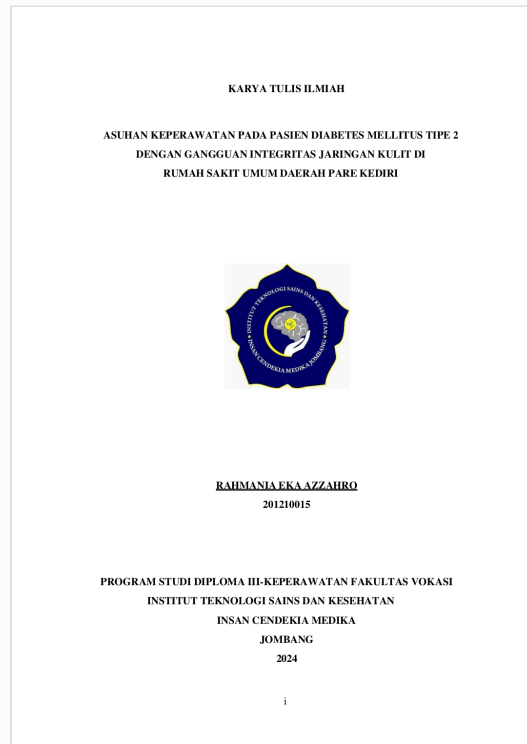 KARYA TULIS ILMIAH
ASUHAN KEPERAWATAN PADA PASIEN DIABETES MELLITUS TIPE 2
DENGAN GANGGUAN INTEGRITAS JARINGAN KULIT DI
RUMAH SAKIT UMUM DAERAH PARE KEDIRI
INSTITUT TEKNOLOGI SAINS DAN KESEHATAN
INSAN CENDEKIA MEDIKA JOMBANG
RAHMANIA EKA AZZAHRO
201210015
PROGRAM STUDI DIPLOMA III-KEPERAWATAN FAKULTAS VOKASI
INSTITUT TEKNOLOGI SAINS DAN KESEHATAN
INSAN CENDEKIA MEDIKA
JOMBANG
2024
i